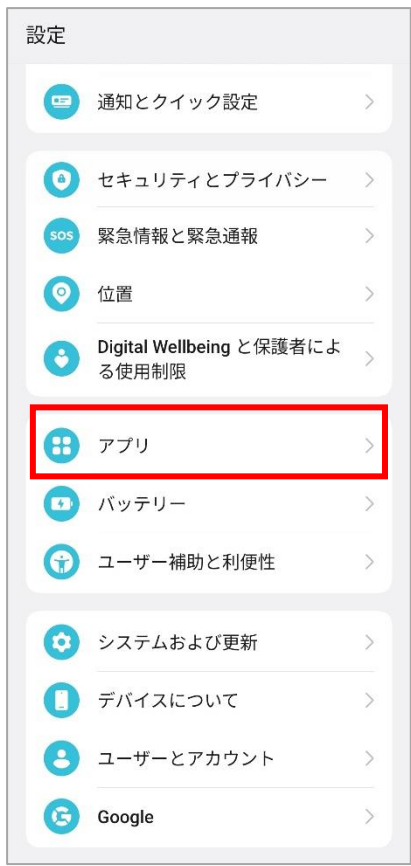 設定
通知とクイック設定
セキュリティとプライバシー
SOS
緊急情報と緊急通報
位置
Digital Wellbeing と保護者によ
る使用制限
アプリ
バッテリー
ユーザー補助と利便性
システムおよび更新
デバイスについて
ユーザーとアカウント
Google